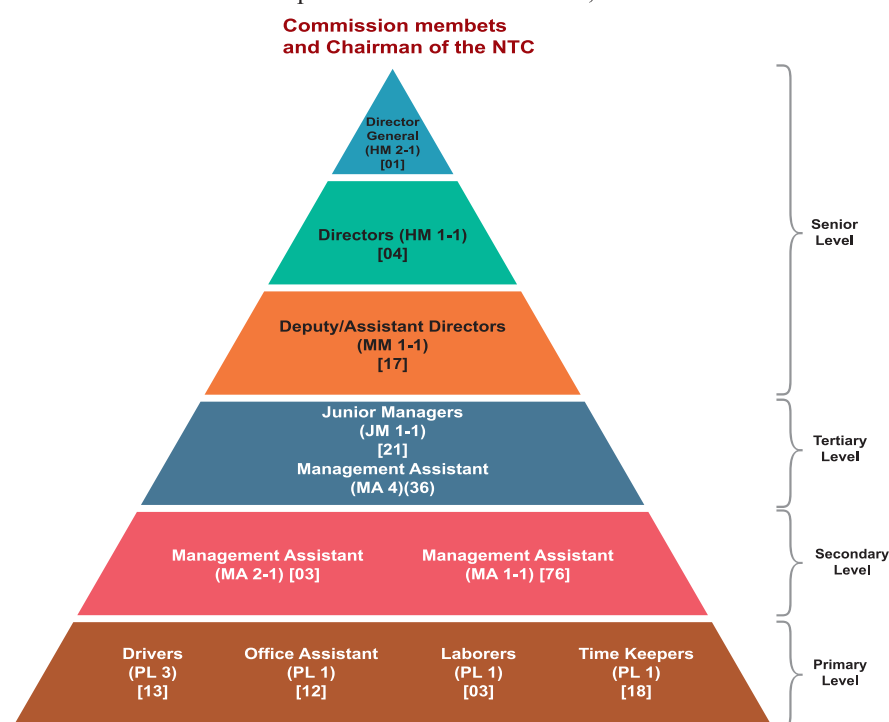 Commission membets
and Chairman of the NTC
Director
General
(HM 2-1)
[01]
Directors (HM 1-1)
[04]
Deputy/Assistant Directors
(MM 1-1)
[17]
Senior
Level
Junior Managers
(JM 1-1)
[21]
Management Assistant
(MA 4)(36)
Tertiary
Level
Management Assistant
(MA 2-1) [03]
Management Assistant
(MA 1-1) [76]
Secondary
Level
Drivers
(PL 3)
[13]
Office Assistant
(PL 1)
[12]
Laborers
(PL 1)
[03]
Time Keepers
(PL 1)
[18]
Primary
Level